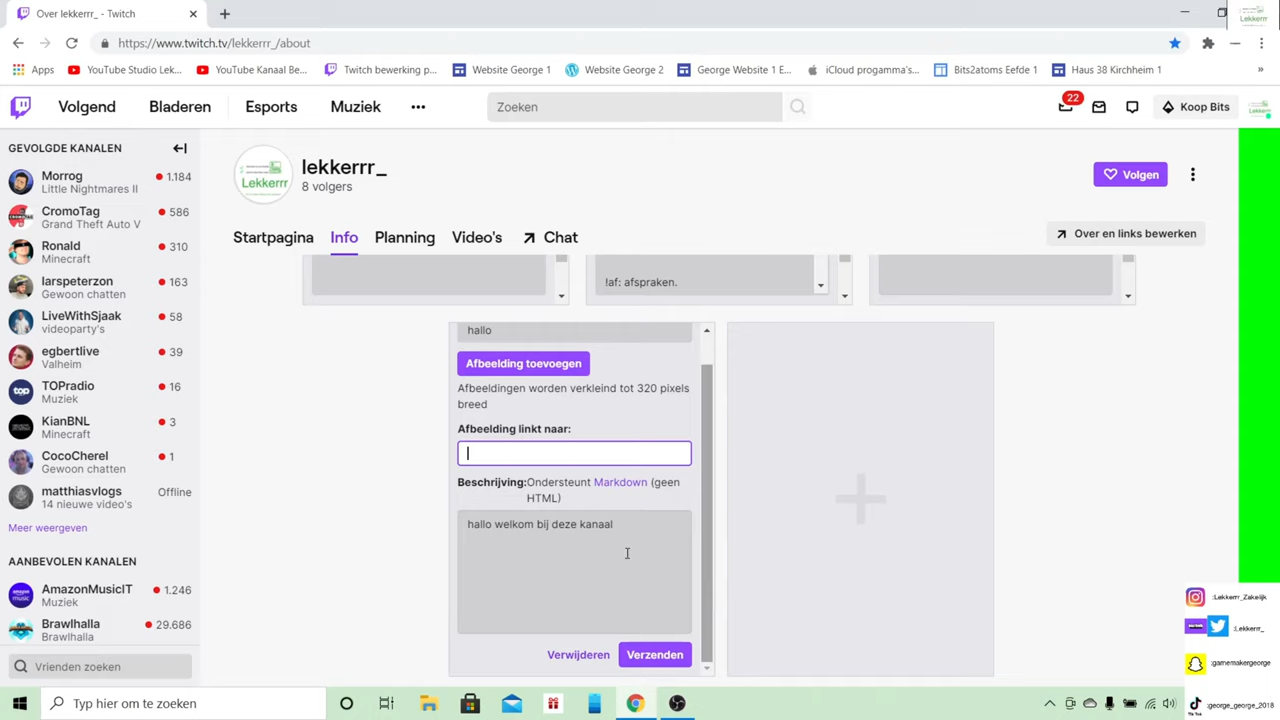 Over lekkerrr_ - Twitch
https://www.twitch.tv/lekkerrr_/about
Apps
YouTube Studio Lek...
YouTube Kanaal Be...
Twitch bewerking p...
Website George 1
Website George 2
George Website 1 E...
iCloud progamma's...
Bits2atoms Eefde 1
Haus 38 Kirchheim 1
»
Volgend
Bladeren
Esports
Muziek
Zoeken
22
Koop Bits
GEVOLGDE KANALEN
Morrog
1.184
Little Nightmares II
CromoTag
586
Grand Theft Auto V
Ronald
310
Minecraft
larspeterzon
163
Gewoon chatten
LiveWithSjaak
58
videoparty's
egbertlive
39
Valheim
TOPradio
16
Muziek
KianBNL
3
Minecraft
CocoCherel
1
Gewoon chatten
matthiasvlogs
Offline
14 nieuwe video's
Meer weergeven
AANBEVOLEN KANALEN
AmazonMusicIT
1.246
Muziek
Brawlhalla
29.686
Brawlhalla
Vrienden zoeken
Lekkerrr
lekkerrr_
8 volgers
Volgen
Startpagina
Info
Planning
Video's
Chat
Over en links bewerken
!af: afspraken.
hallo
Afbeelding toevoegen
Afbeeldingen worden verkleind tot 320 pixels
breed
Afbeelding linkt naar:
Beschrijving:Ondersteunt Markdown (geen
HTML)
hallo welkom bij deze kanaal
Verwijderen
Verzenden
:Lekkerrr_Zakelijk
:Lekkerrr_
:gamemakergeorge
:george_george_2018
Typ hier om te zoeken